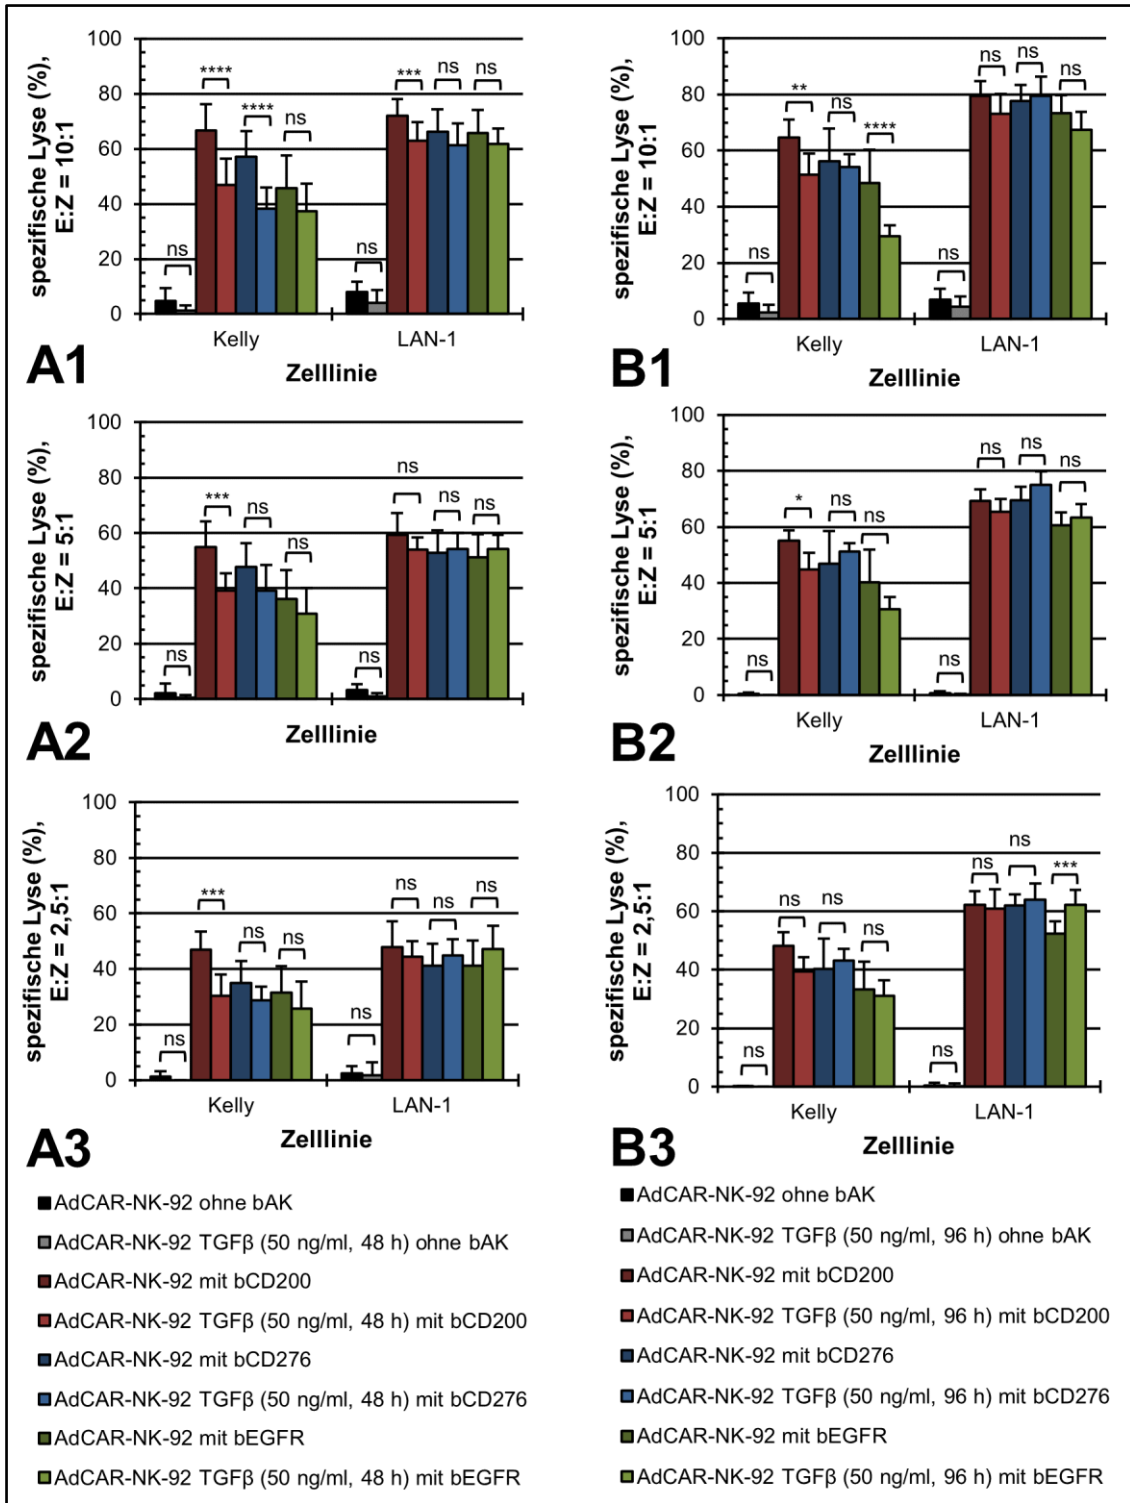 spezifische Lyse (%),
E:Z = 10:1
100
80
60
40
20
0
ns
****
****
ns
ns
***
ns
ns
Kelly
LAN-1
Zelllinie
A1
spezifische Lyse (%),
E:Z = 10:1
100
80
60
40
20
0
ns
**
ns
****
ns
ns
ns
ns
Kelly
LAN-1
Zelllinie
B1
spezifische Lyse (%),
E:Z = 5:1
100
80
60
40
20
0
ns
***
ns
ns
ns
ns
ns
ns
Kelly
LAN-1
Zelllinie
A2
spezifische Lyse (%),
E:Z = 5:1
100
80
60
40
20
0
ns
*
ns
ns
ns
ns
ns
ns
Kelly
LAN-1
Zelllinie
B2
spezifische Lyse (%),
E:Z = 2,5:1
100
80
60
40
20
0
ns
***
ns
ns
ns
ns
ns
ns
Kelly
LAN-1
Zelllinie
A3
spezifische Lyse (%),
E:Z = 2,5:1
100
80
60
40
20
0
ns
ns
ns
ns
ns
ns
ns
***
Kelly
LAN-1
Zelllinie
B3
AdCAR-NK-92 ohne bAK
AdCAR-NK-92 TGFβ (50 ng/ml, 48 h) ohne bAK
AdCAR-NK-92 mit bCD200
AdCAR-NK-92 TGFβ (50 ng/ml, 48 h) mit bCD200
AdCAR-NK-92 mit bCD276
AdCAR-NK-92 TGFβ (50 ng/ml, 48 h) mit bCD276
AdCAR-NK-92 mit bEGFR
AdCAR-NK-92 TGFβ (50 ng/ml, 48 h) mit bEGFR
AdCAR-NK-92 ohne bAK
AdCAR-NK-92 TGFβ (50 ng/ml, 96 h) ohne bAK
AdCAR-NK-92 mit bCD200
AdCAR-NK-92 TGFβ (50 ng/ml, 96 h) mit bCD200
AdCAR-NK-92 mit bCD276
AdCAR-NK-92 TGFβ (50 ng/ml, 96 h) mit bCD276
AdCAR-NK-92 mit bEGFR
AdCAR-NK-92 TGFβ (50 ng/ml, 96 h) mit bEGFR